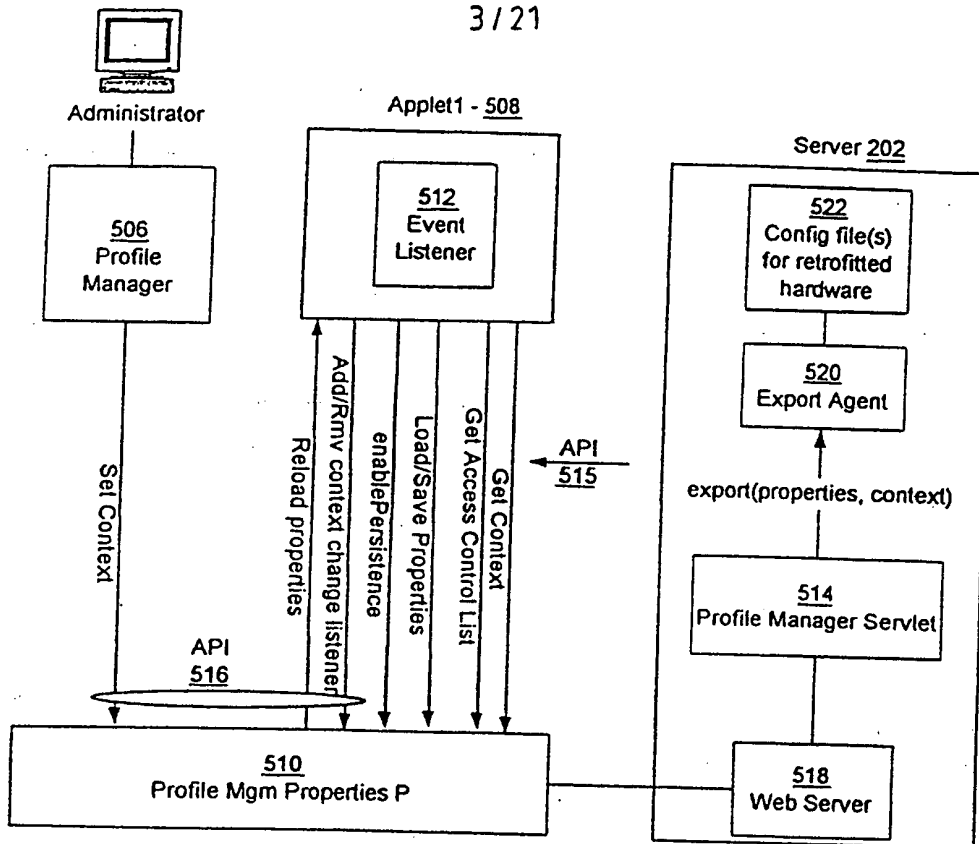 3/21
Administrator
Applet1 - 508
Server 202
506
Profile
Manager
512
Event
Listener
522
Config file(s)
for retrofitted
hardware
520
Export Agent
export(properties, context)
514
Profile Manager Servlet
518
Web Server
Set Context
Reload properties
Add/Rmv context change listener
enablePersistence
Load/Save Properties
Get Access Control List
Get Context
API
515
API
516
510
Profile Mgm Properties P